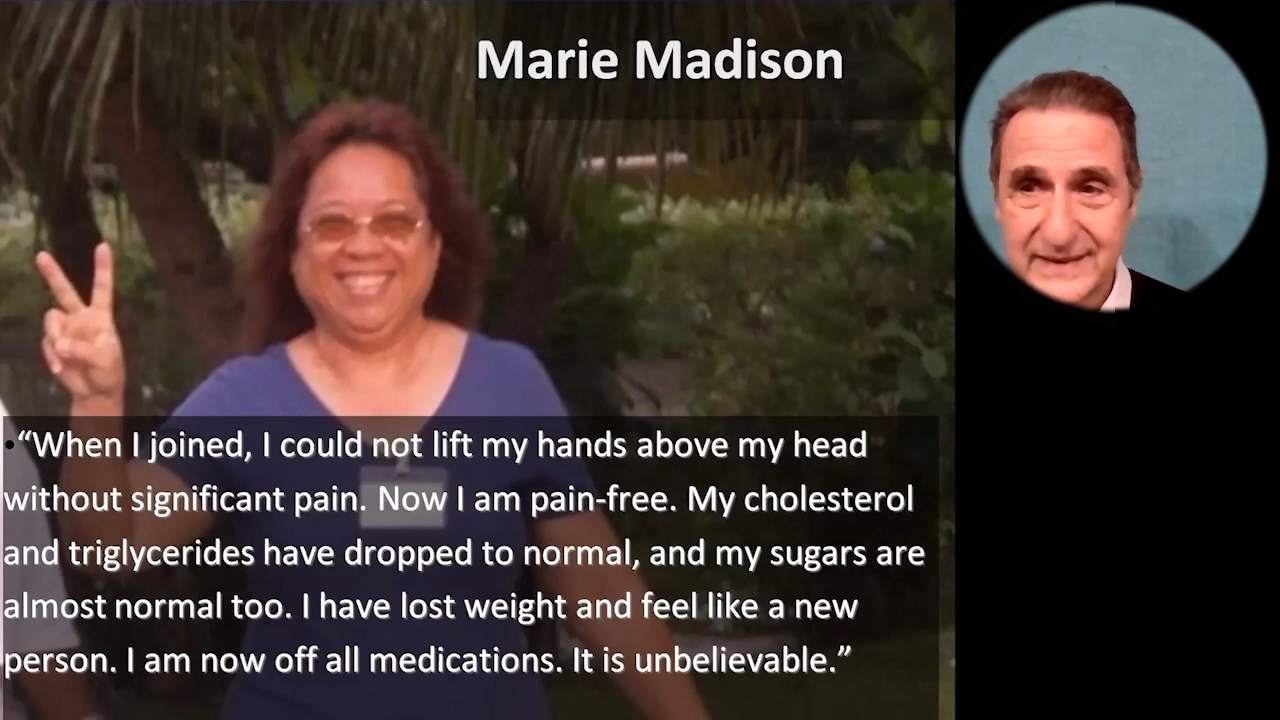 Marie Madison
•“When I joined, I could not lift my hands above my head
without significant pain. Now I am pain-free. My cholesterol
and triglycerides have dropped to normal, and my sugars are
almost normal too. I have lost weight and feel like a new
person. I am now off all medications. It is unbelievable.”